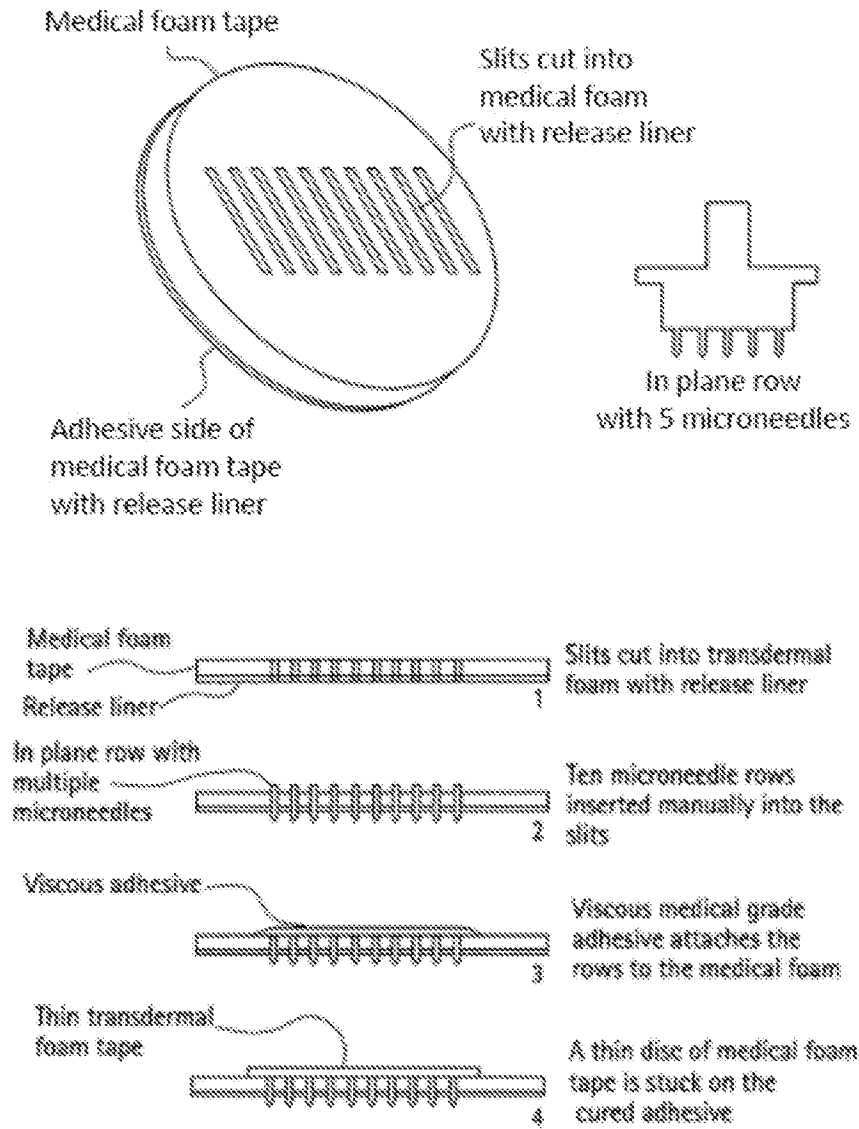 Medical foam tape
Slits cut into
medical foam
with release liner
In plane row
with 5 microneedles
Adhesive side of
medical foam tape
with release liner
Medical foam
tape
Release liner
1
Slits cut into transdermal
foam with release liner
In plane row with
multiple
microneedles
2
Ten microneedle rows
inserted manually into the
slits
Viscous adhesive
3
Viscous medical grade
adhesive attaches the
rows to the medical foam
Thin transdermal
foam tape
4
A thin disc of medical foam
tape is stuck on the
cured adhesive